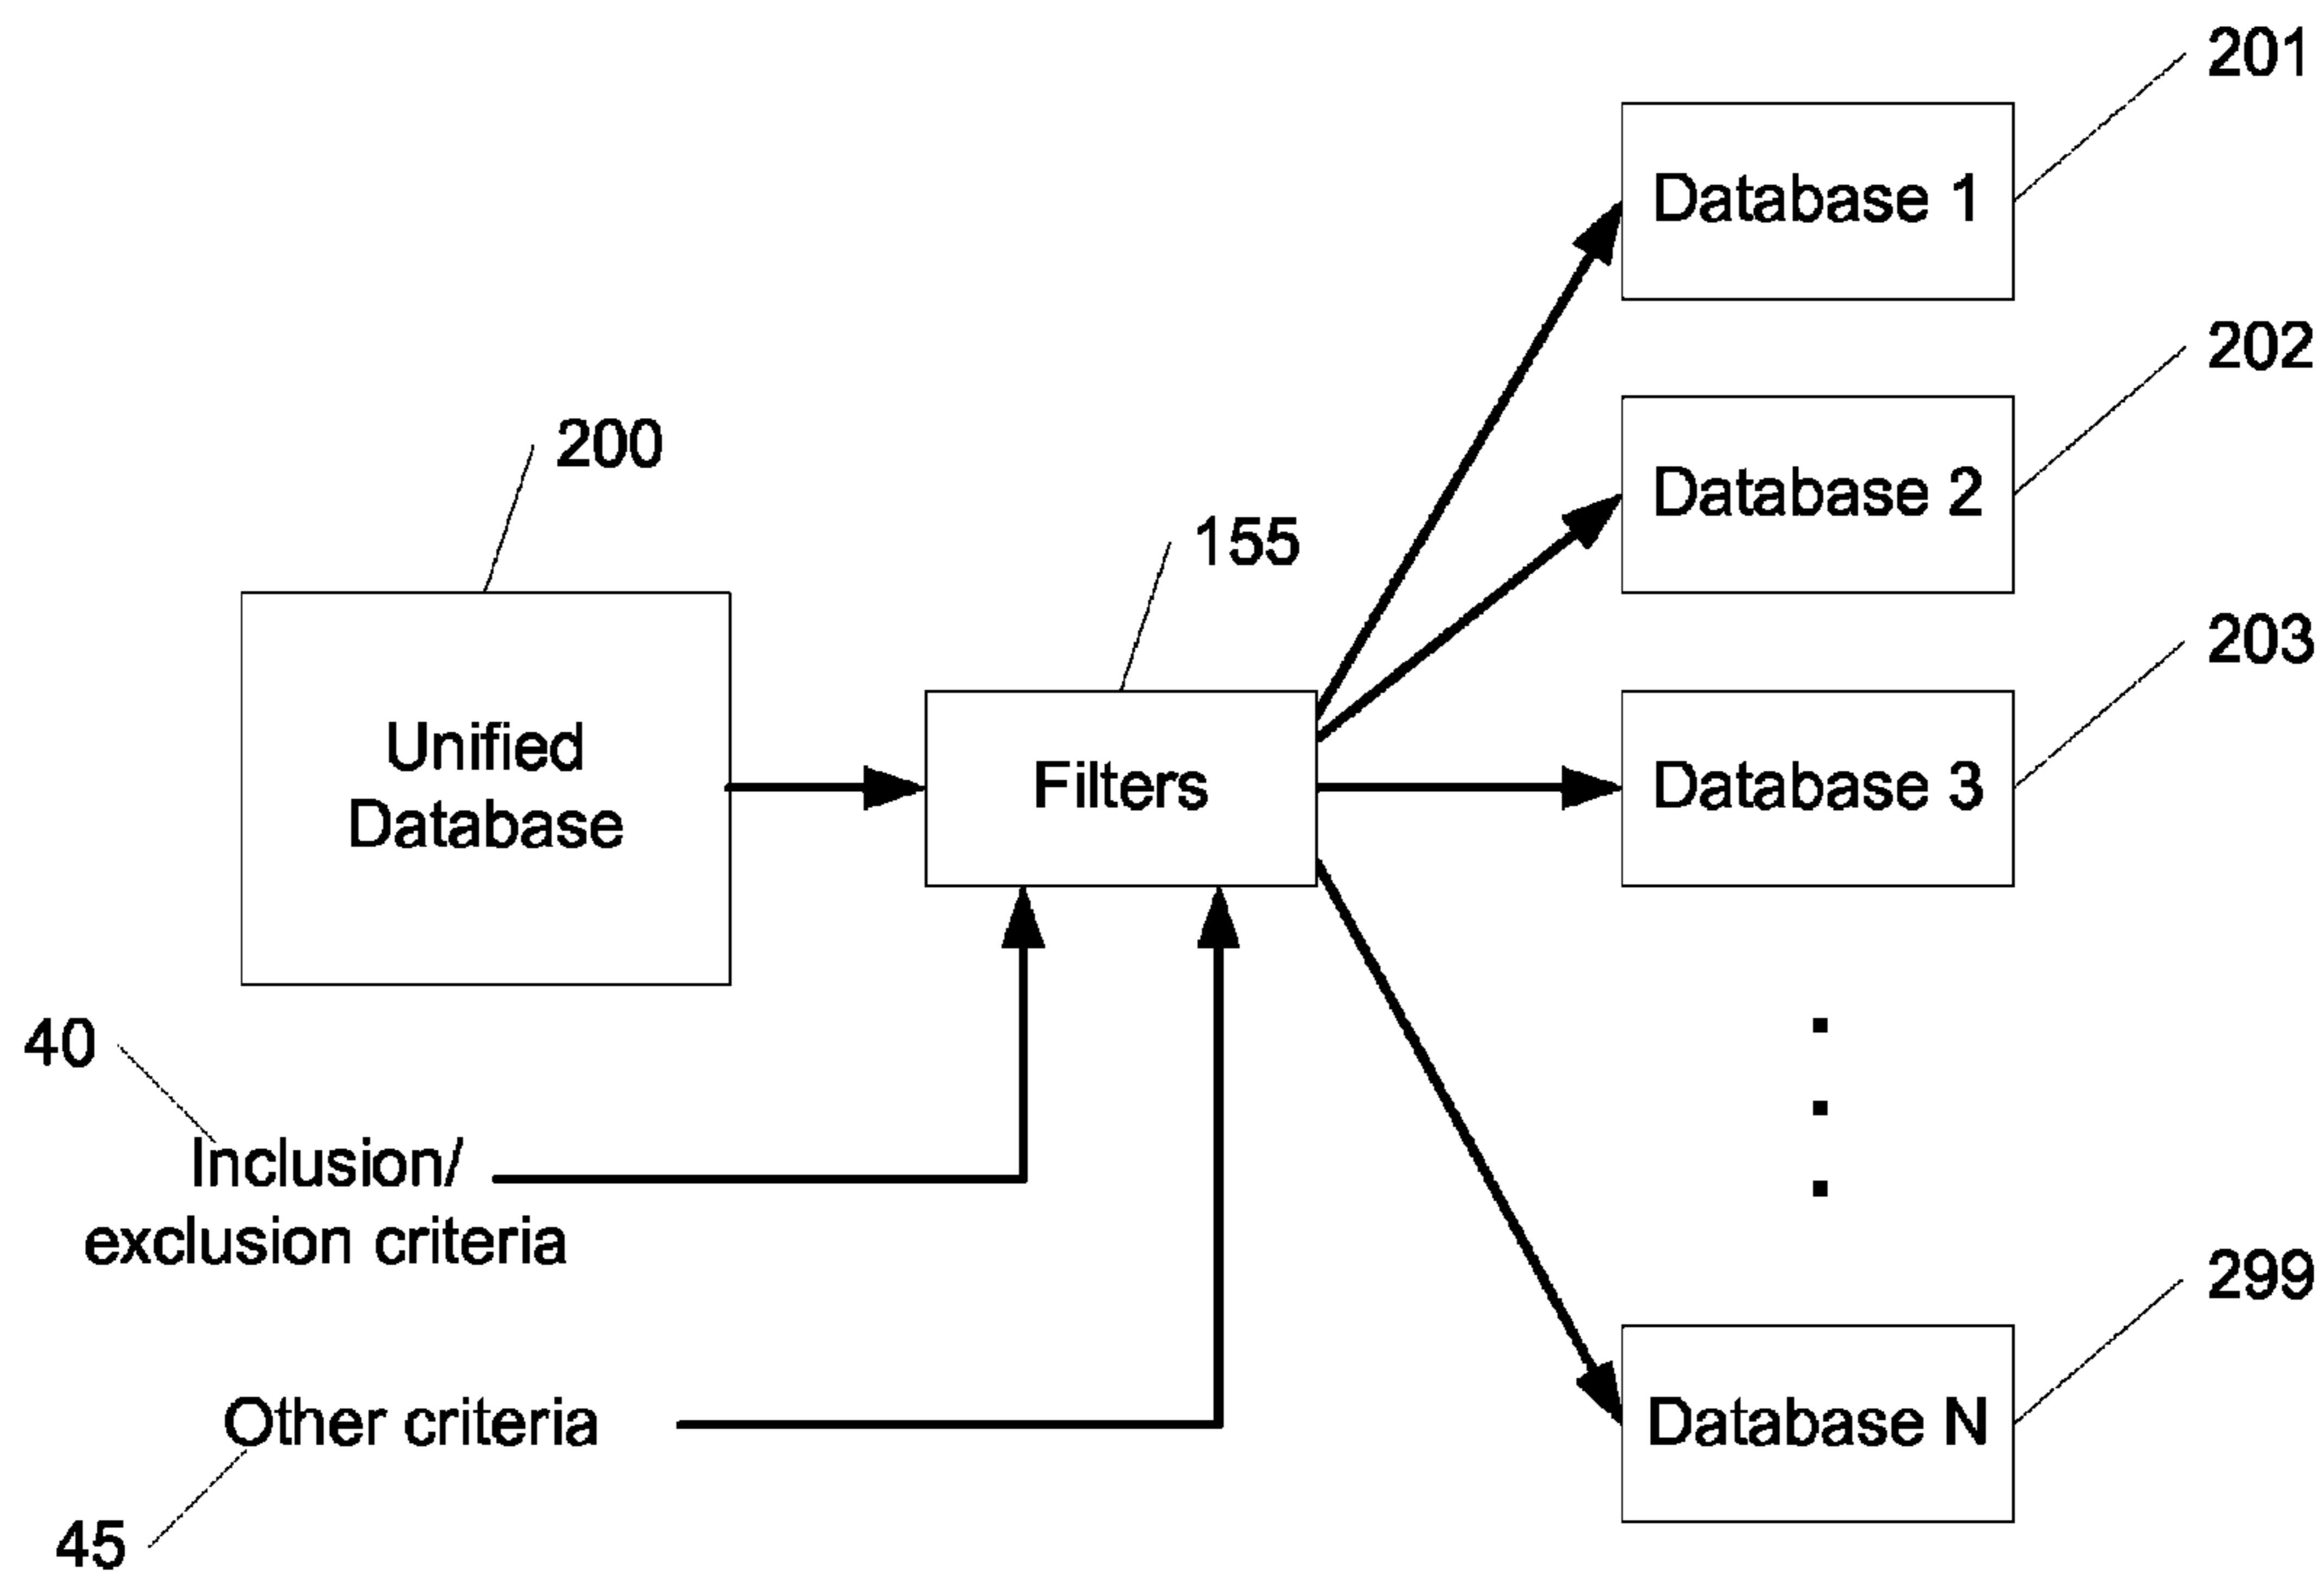 201
Database 1
202
Database 2
200
155
203
Unified
Database
Filters
Database 3
40
Inclusion/
exclusion criteria
299
Other criteria
Database N
45